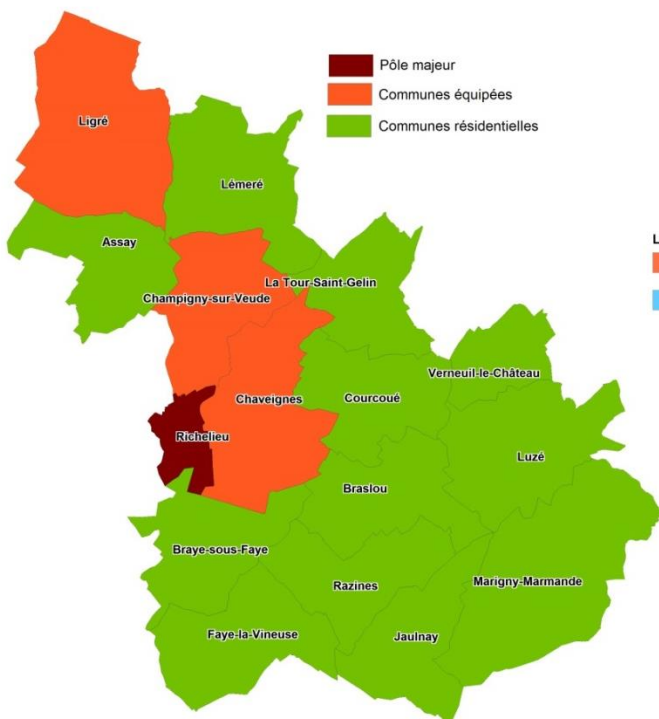 Pôle majeur
Communes équipées
Communes résidentielles
Ligré
Lémeré
Assay
L
La Tour-Saint-Gelin
Champigny-sur-Veude
Verneuil-le-Château
Chaveignes
Courcoué
Richelieu
Luzé
Braslou
Braye-sous-Faye
Razines
Marigny-Marmande
Faye-la-Vineuse
Jaulnay